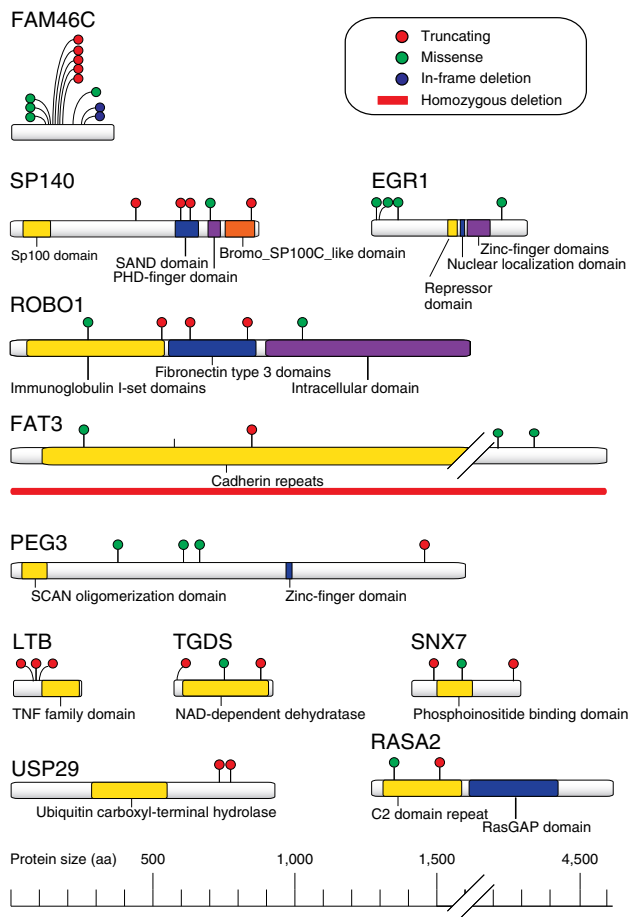 FAM46C
Truncating
Missense
In-frame deletion
Homozygous deletion
SP140
EGR1
Sp100 domain
SAND domain
PHD-finger domain
Bromo_SP100C_like domain
Zinc-finger domains
Nuclear localization domain
Repressor
domain
ROBO1
Fibronectin type 3 domains
Immunoglobulin I-set domains
Intracellular domain
FAT3
Cadherin repeats
PEG3
SCAN oligomerization domain
Zinc-finger domain
LTB
TGDS
SNX7
TNF family domain
NAD-dependent dehydratase
Phosphoinositide binding domain
USP29
RASA2
Ubiquitin carboxyl-terminal hydrolase
C2 domain repeat
RasGAP domain
Protein size (aa) 500 1,000 1,500 4,500